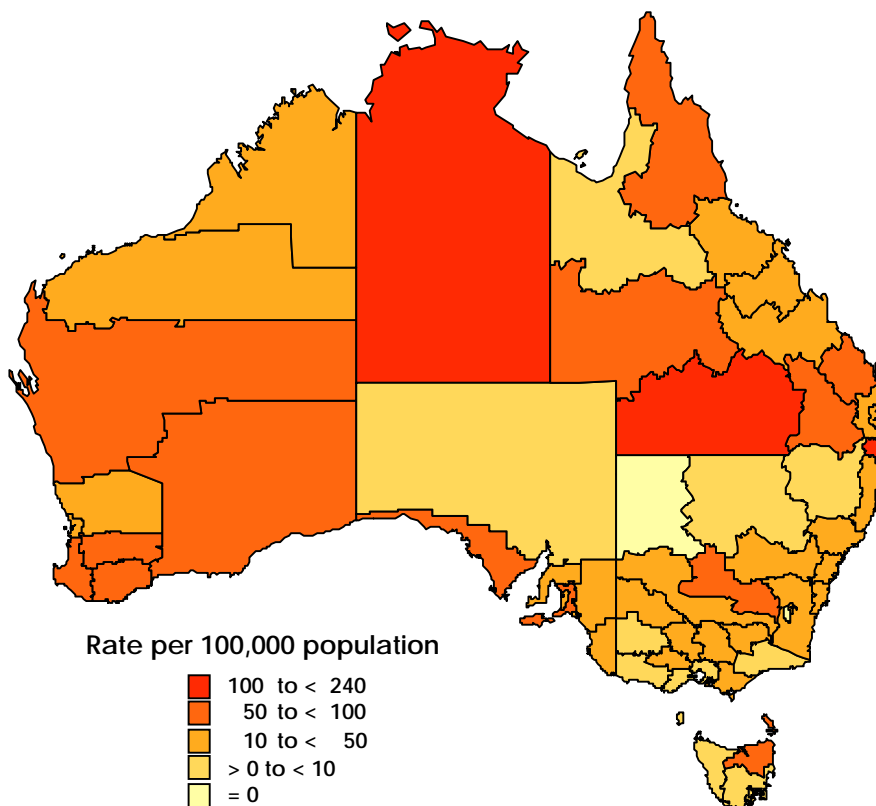 Rate per 100,000 population
100 to < 240
50 to < 100
10 to < 50
> 0 to < 10
= 0